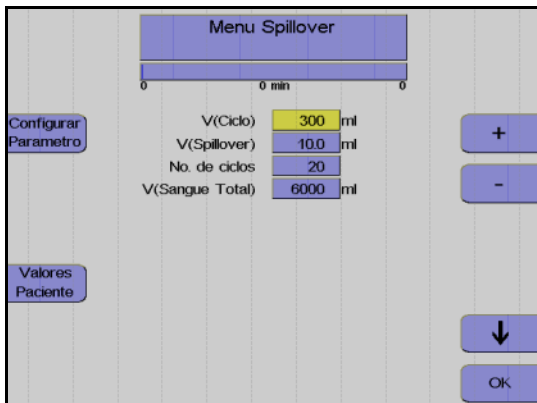 Menu Spillover
0 0 min 0
Configurar
Parametro
V(Ciclo) 300 ml
V(Spillover) 10.0 ml
No. de ciclos 20
V(Sangue Total) 6000 ml
+
-
Valores
Paciente
↓
OK